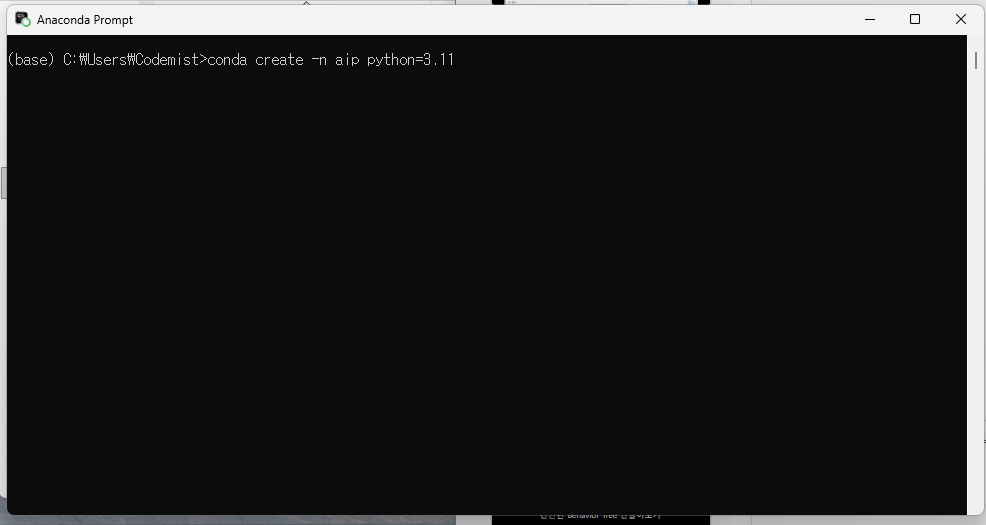 Anaconda Prompt
(base) C:₩Users₩Codemist>conda create -n aip python=3.11